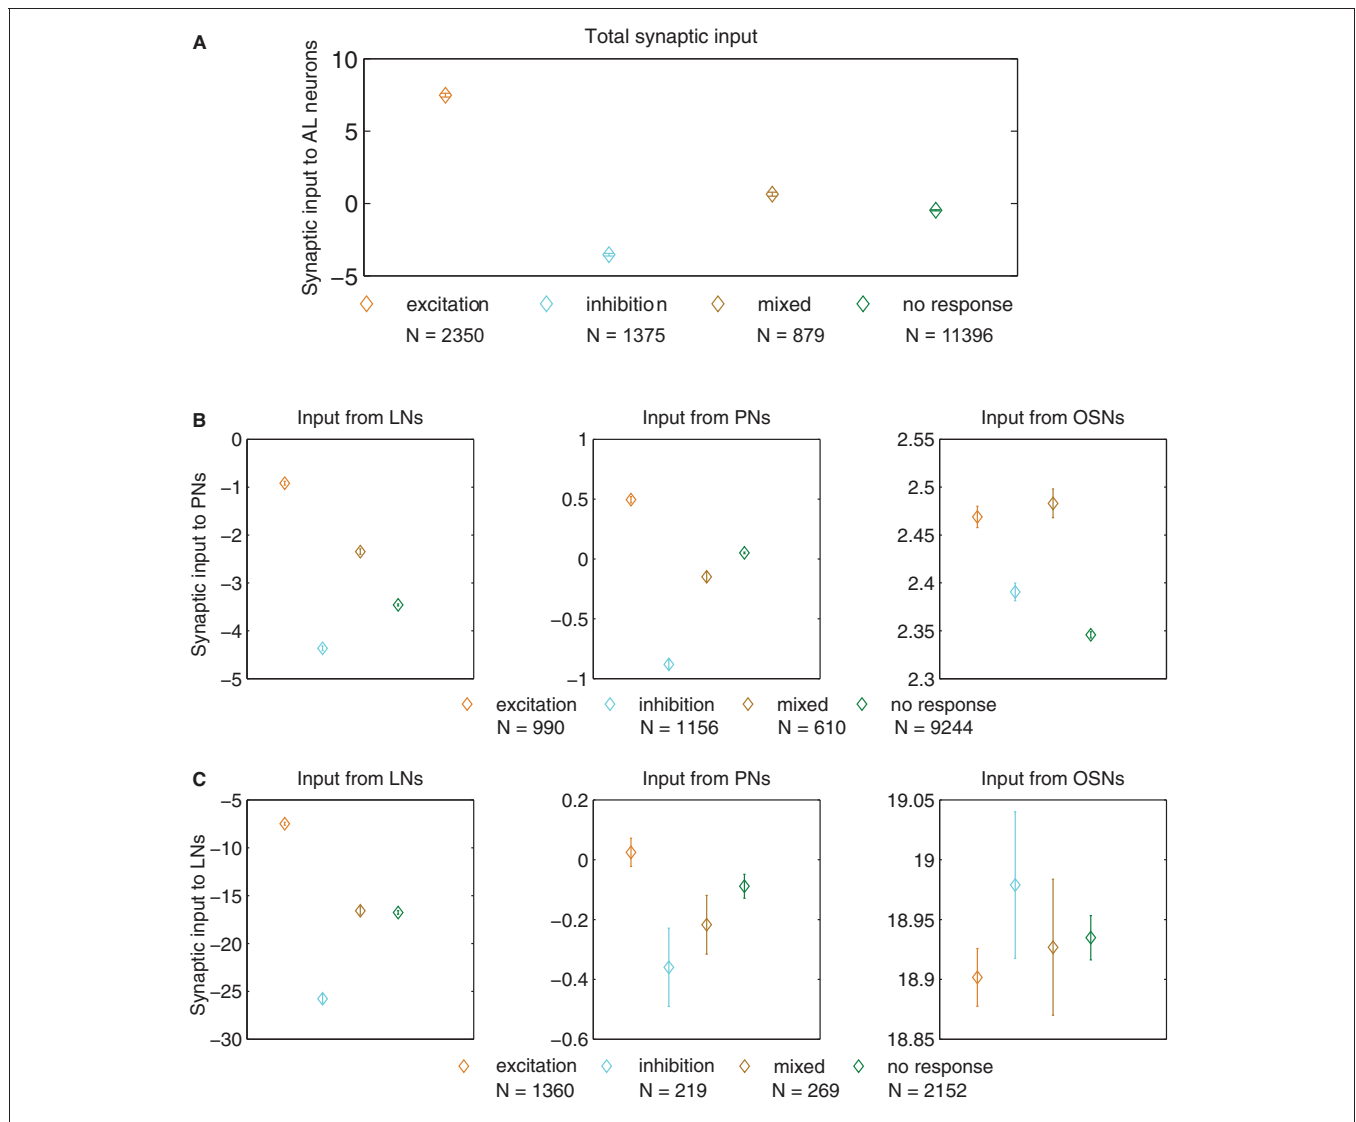 A
Total synaptic input
Synaptic input to AL neurons
10
5
0
−5
excitation inhibition mixed no response
N = 2350 N = 1375 N = 879 N = 11396
B
Input from LNs Input from PNs Input from OSNs
Synaptic input to PNs
0
−1
−2
−3
−4
−5
1
0.5
0
−0.5
−1
2.55
2.5
2.45
2.4
2.35
2.3
excitation inhibition mixed no response
N = 990 N = 1156 N = 610 N = 9244
C
Input from LNs Input from PNs Input from OSNs
Synaptic input to LNs
−5
−10
−15
−20
−25
−30
0.2
0
−0.2
−0.4
−0.6
19.05
19
18.95
18.9
18.85
excitation inhibition mixed no response
N = 1360 N = 219 N = 269 N = 2152